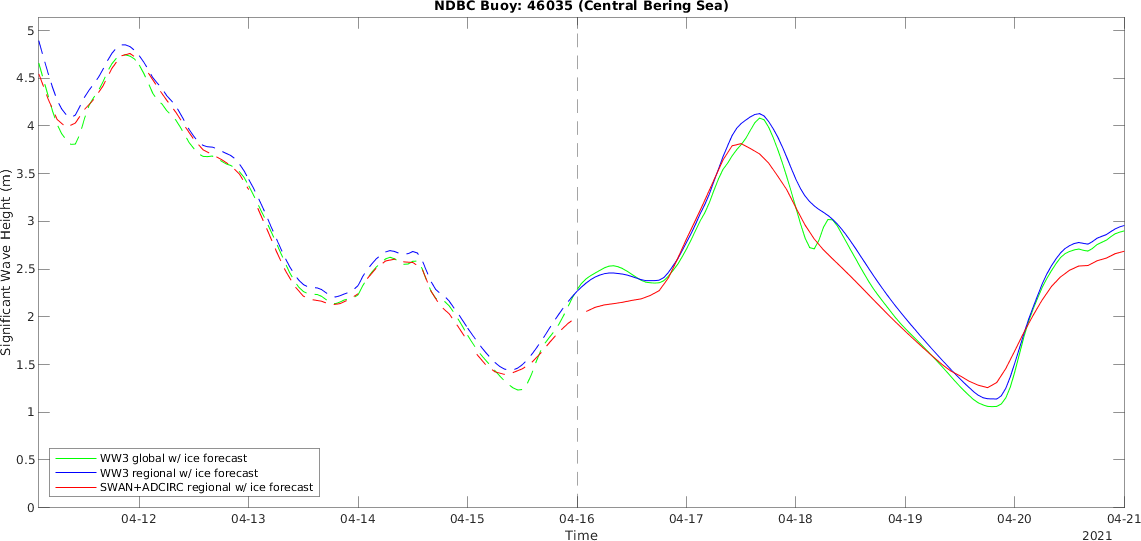 NDBC Buoy: 46035 (Central Bering Sea)
Significant Wave Height (m)
5
4.5
4
3.5
3
2.5
2
1.5
1
0.5
0
WW3 global w/ ice forecast
WW3 regional w/ ice forecast
SWAN+ADCIRC regional w/ ice forecast
04-12 04-13 04-14 04-15 04-16 04-17 04-18 04-19 04-20 04-21
Time
2021